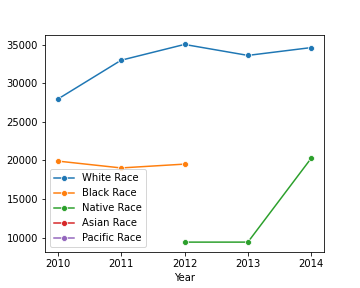 35000
30000
25000
20000
15000
10000
White Race
Black Race
Native Race
Asian Race
Pacific Race
2010 2011 2012 2013 2014
Year